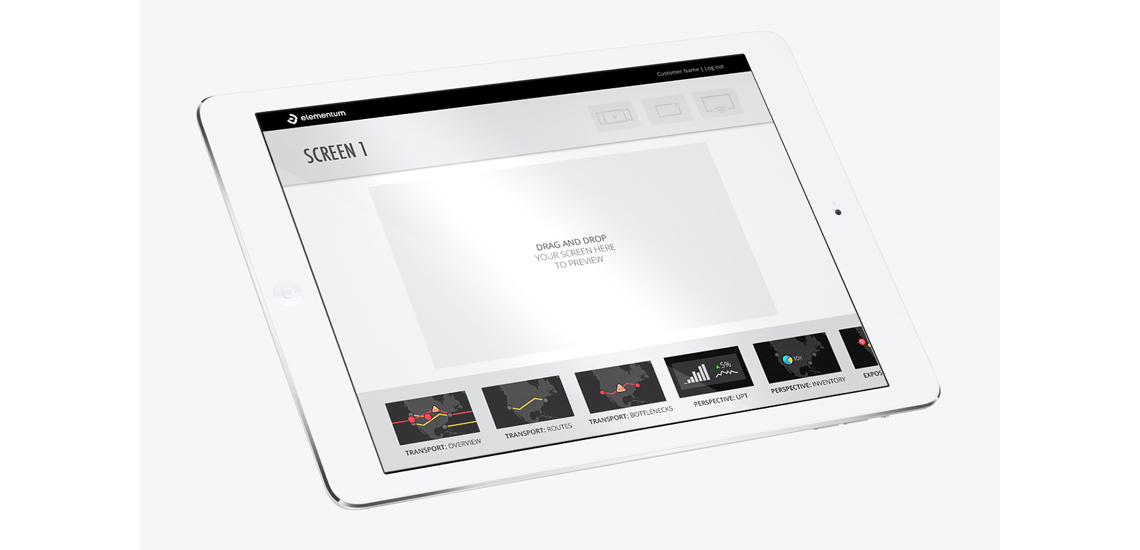 elementum
Customer Name | Log out
SCREEN 1
DRAG AND DROP
YOUR SCREEN HERE
TO PREVIEW
5%
TRANSPORT: OVERVIEW
TRANSPORT: ROUTES
TRANSPORT: BOTTLENECKS
PERSPECTIVE: UPT
PERSPECTIVE: INVENTORY
EXPOS